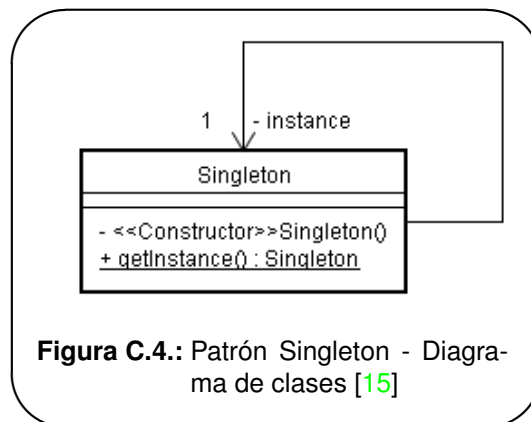 1 - instance
Singleton
- <<Constructor>>Singleton()
+ getInstance() : Singleton
Figura C.4.: Patrón Singleton - Diagra-
ma de clases [15]